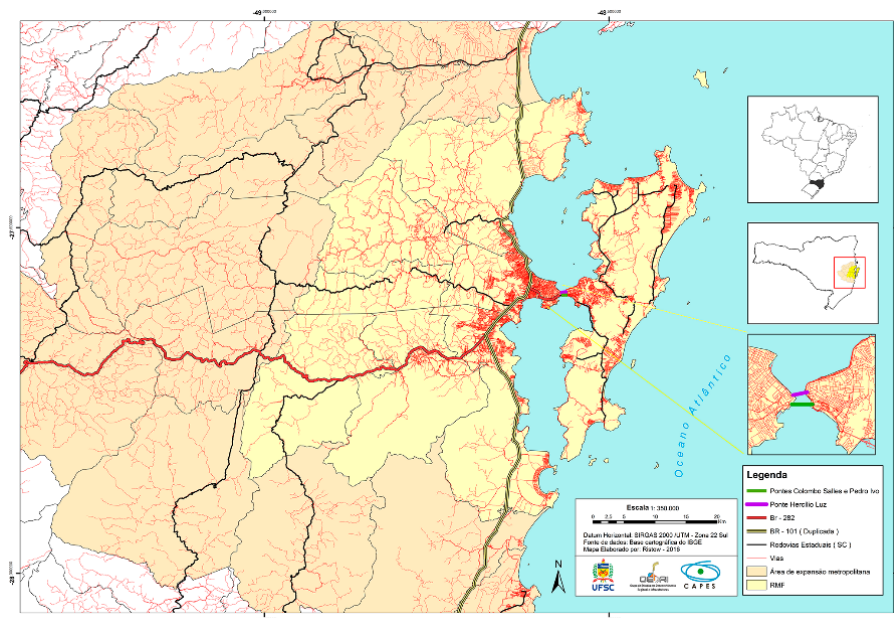 Oceano Atlântico
Legenda
Pontes Colombo Salles e Pedro Ivo
Ponte Hercílio Luz
Br - 282
BR - 101 ( Duplicada )
Rodovias Estaduais ( SC )
Vias
Área de expansão metropolitana
RMF
Escala 1: 350.000
0 2,5 5 10 15 20
Km
Datum Horizontal: SIRGAS 2000 /UTM - Zona 22 Sul
Fonte de dados: Base cartográfica do IBGE
Mapa Elaborado por: Ristow - 2016
N
UFSC
CAPES